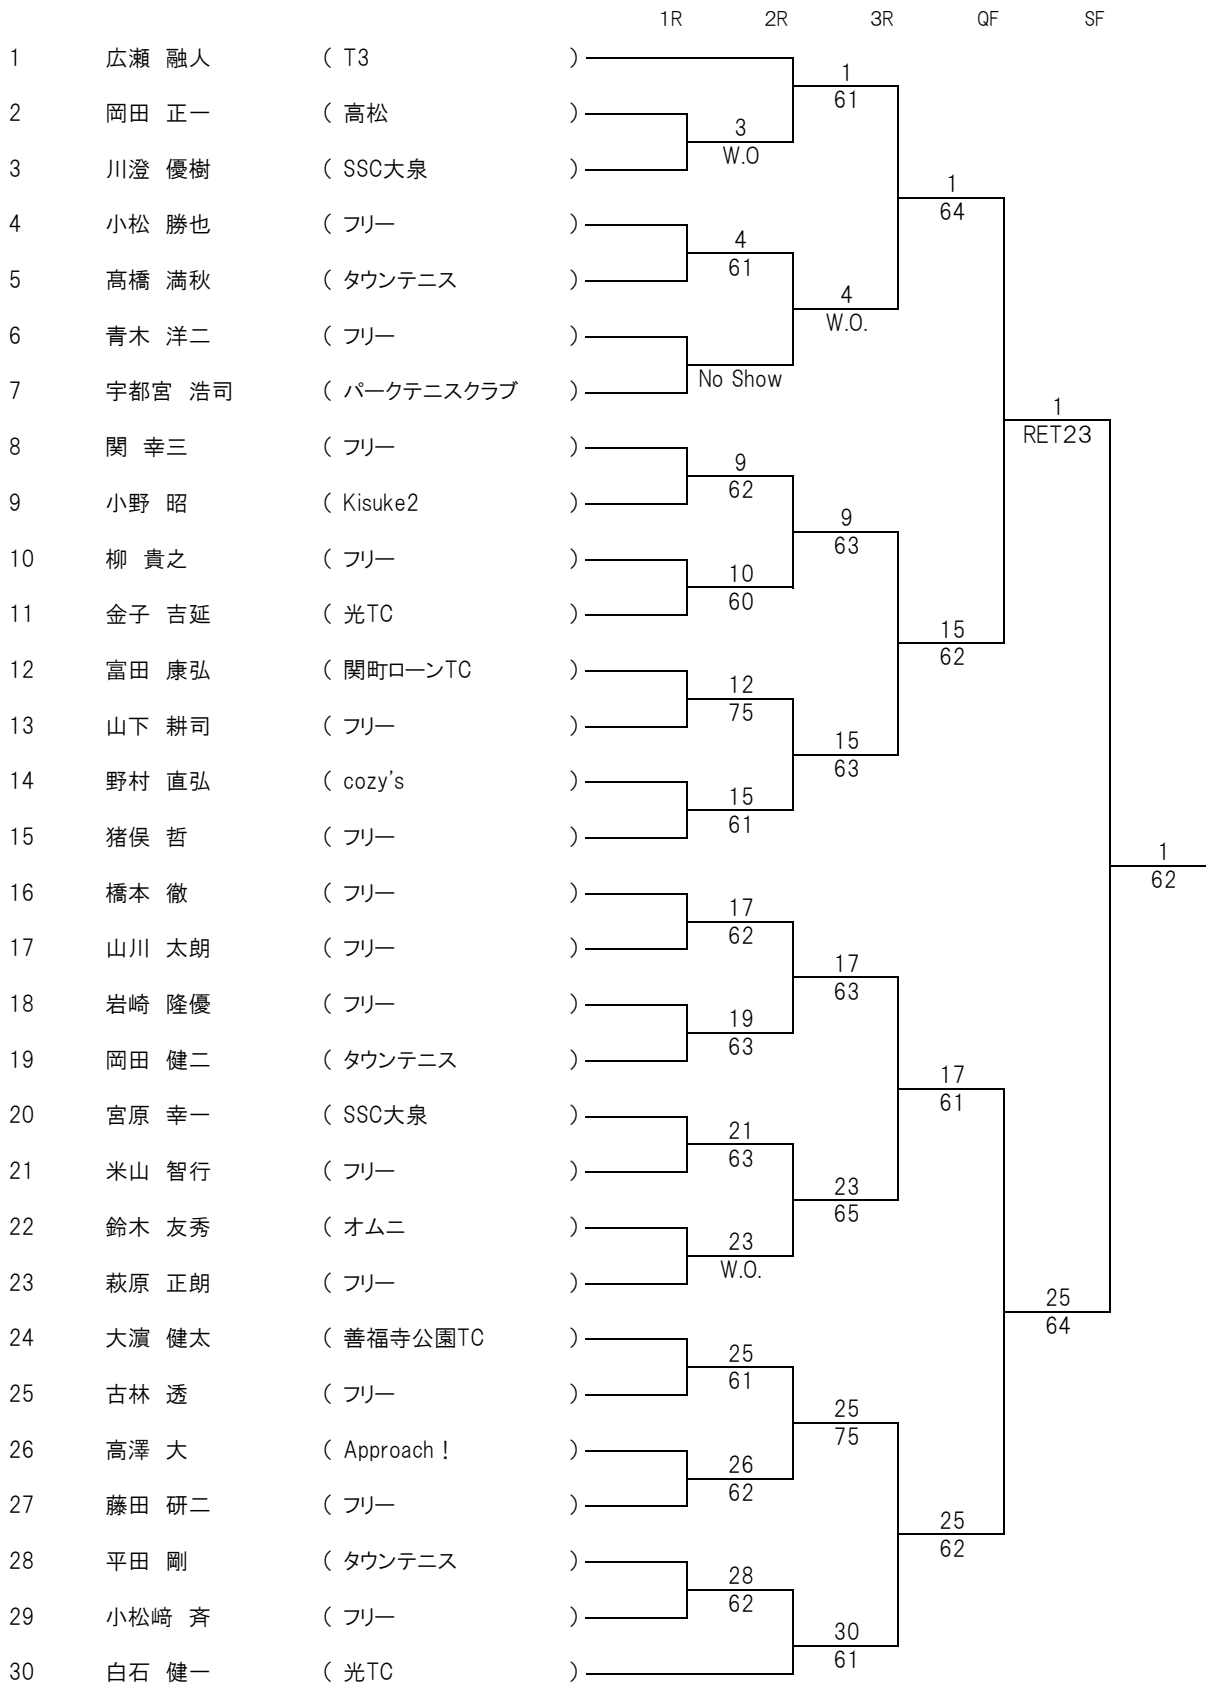 1R 2R 3R QF SF
1 広瀬 融人 ( T3 )
1
61
2 岡田 正一 ( 高松 )
3
W.O
3 川澄 優樹 ( SSC大泉 )
1
64
4 小松 勝也 ( フリー )
4
61
5 髙橋 満秋 ( タウンテニス )
4
W.O.
6 青木 洋二 ( フリー )
No Show
7 宇都宮 浩司 ( パークテニスクラブ )
1
RET23
8 関 幸三 ( フリー )
9
62
9 小野 昭 ( Kisuke2 )
9
63
10 柳 貴之 ( フリー )
10
60
11 金子 吉延 ( 光TC )
15
62
12 富田 康弘 ( 関町ローンTC )
12
75
13 山下 耕司 ( フリー )
15
63
14 野村 直弘 ( cozy's )
15
61
15 猪俣 哲 ( フリー )
1
62
16 橋本 徹 ( フリー )
17
62
17 山川 太朗 ( フリー )
17
63
18 岩崎 隆優 ( フリー )
19
63
19 岡田 健二 ( タウンテニス )
17
61
20 宮原 幸一 ( SSC大泉 )
21
63
21 米山 智行 ( フリー )
23
65
22 鈴木 友秀 ( オムニ )
23
W.O.
23 萩原 正朗 ( フリー )
25
64
24 大濵 健太 ( 善福寺公園TC )
25
61
25 古林 透 ( フリー )
25
75
26 高澤 大 ( Approach！ )
26
62
27 藤田 研二 ( フリー )
25
62
28 平田 剛 ( タウンテニス )
28
62
29 小松﨑 斉 ( フリー )
30
61
30 白石 健一 ( 光TC )